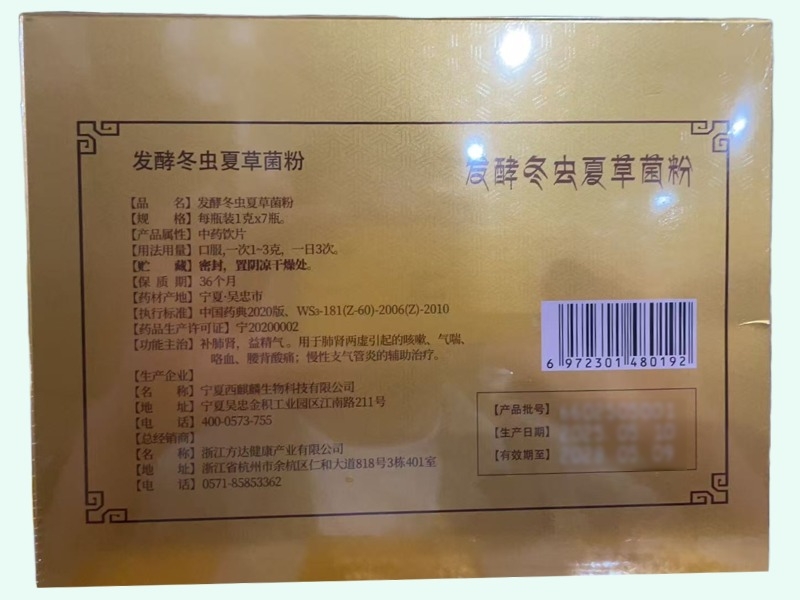 发酵冬虫夏草菌粉
发酵冬虫夏草菌粉
【品 名】发酵冬虫夏草菌粉
【规 格】每瓶装1克x7瓶。
【产品属性】中药饮片
【用法用量】口服,一次1~3克，一日3次。
【贮 藏】密封，置阴凉干燥处。
【保 质 期】36个月
【药材产地】宁夏·吴忠市
【执行标准】中国药典2020版、WS₃-181(Z-60)-2006(Z)-2010
【药品生产许可证】宁20200002
【功能主治】补肺肾，益精气。用于肺肾两虚引起的咳嗽、气喘、
咯血、腰背酸痛；慢性支气管炎的辅助治疗。
【生产企业】
【名 称】宁夏西麒麟生物科技有限公司
【地 址】宁夏吴忠金积工业园区江南路211号
【电 话】400-0573-755
【总经销商】
【名 称】浙江方达健康产业有限公司
【地 址】浙江省杭州市余杭区仁和大道818号3栋401室
【电 话】0571-85853362
6 972301 480192
【产品批号】
【生产日期】
【有效期至】